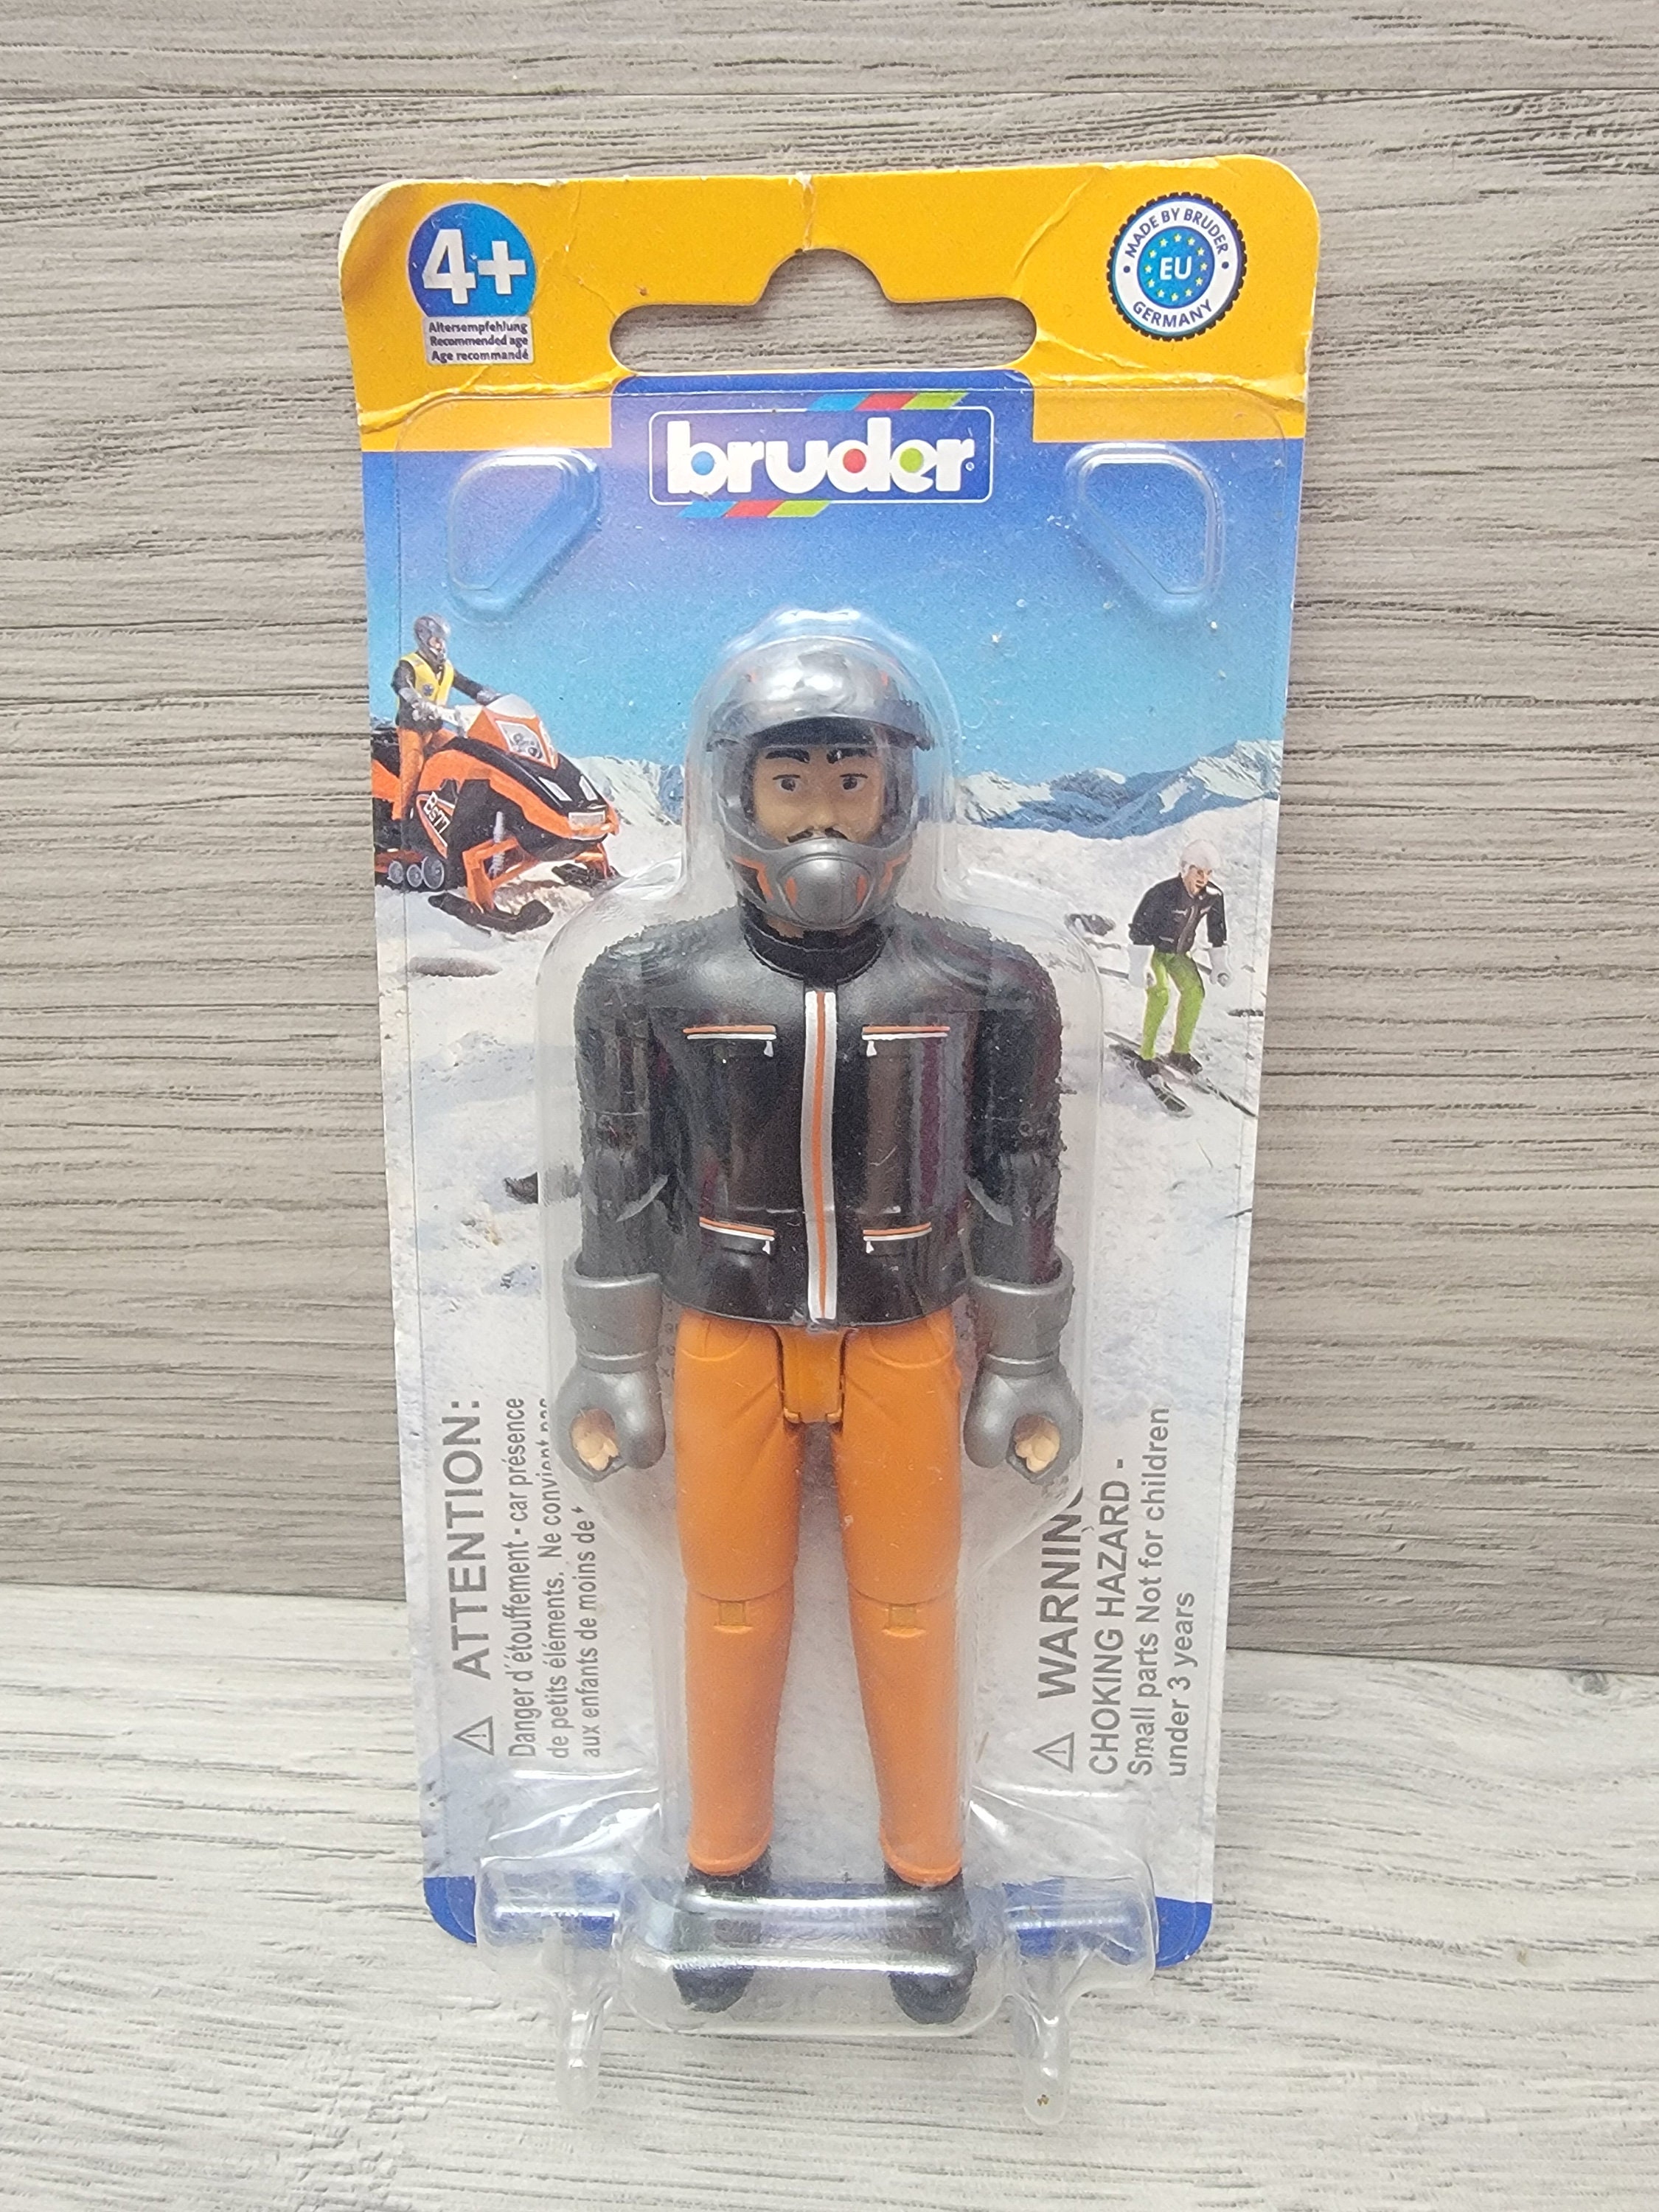 4+
Altersempfehlung
Recommended age
Age recommandé
MADE BY BRUDER
EU
GERMANY
bruder
RS77
ATTENTION:
Danger d'étouffement - car présence
de petits éléments. Ne convient pas
aux enfants de moins de
WARNING
CHOKING HAZARD -
Small parts Not for children
under 3 years